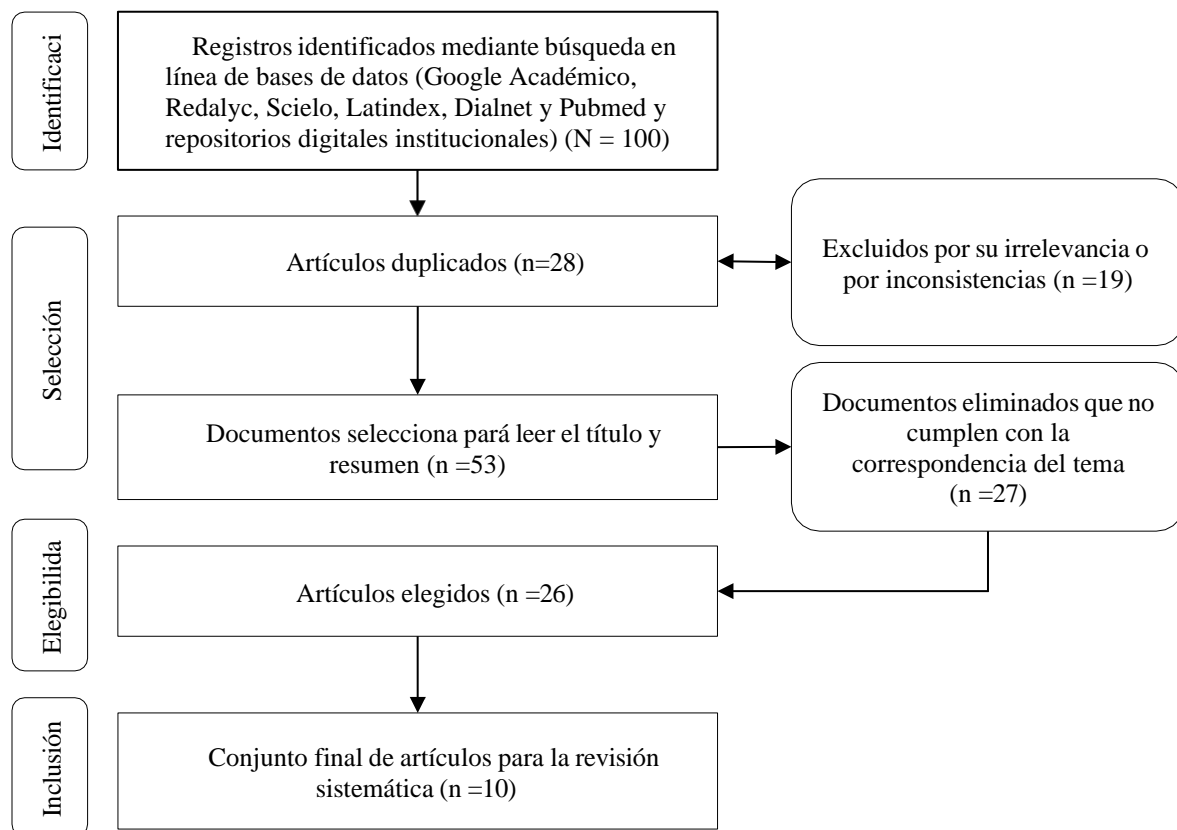 Identificaci
Registros identificados mediante búsqueda en
línea de bases de datos (Google Académico,
Redalyc, Scielo, Latindex, Dialnet y Pubmed y
repositorios digitales institucionales) (N = 100)
Selección
Artículos duplicados (n=28)
Excluidos por su irrelevancia o
por inconsistencias (n =19)
Documentos selecciona pará leer el título y
resumen (n =53)
Documentos eliminados que no
cumplen con la
correspondencia del tema
(n =27)
Elegibilida
Artículos elegidos (n =26)
Inclusión
Conjunto final de artículos para la revisión
sistemática (n =10)